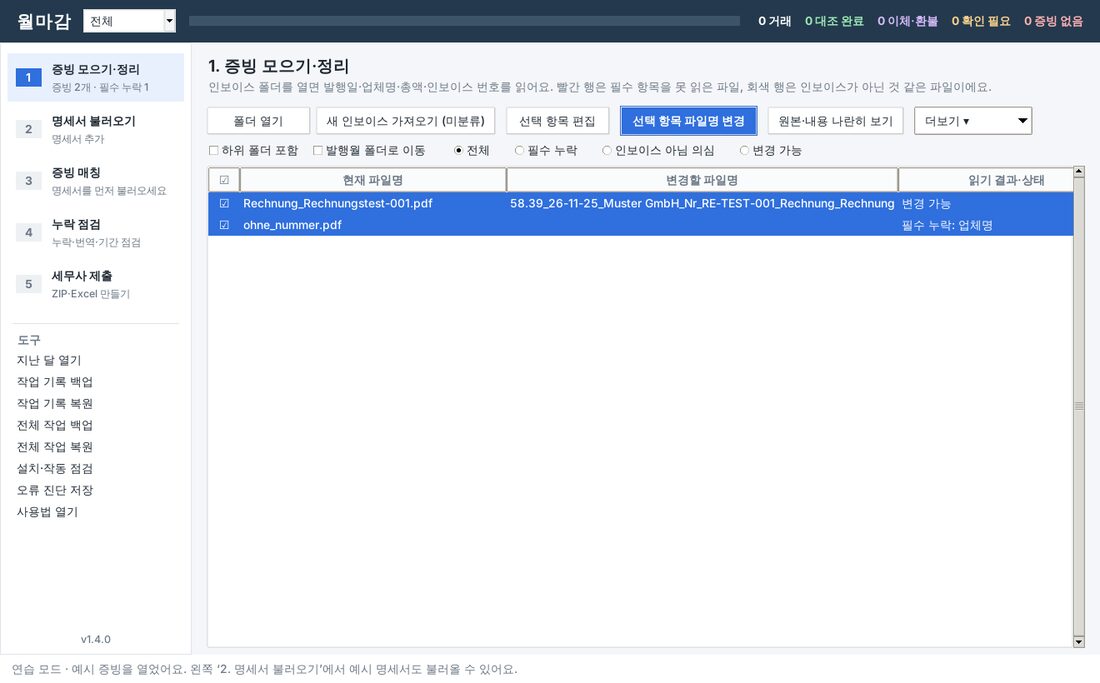 월마감 전체 0 거래 0 대조 완료 0 이체·환불 0 확인 필요 0 증빙 없음
1 증빙 모으기·정리
증빙 2개 · 필수 누락 1
2 명세서 불러오기
명세서 추가
3 증빙 매칭
명세서를 먼저 불러오세요
4 누락 점검
누락·번역·기간 점검
5 세무사 제출
ZIP·Excel 만들기
도구
지난 달 열기
작업 기록 백업
작업 기록 복원
전체 작업 백업
전체 작업 복원
설치·작동 점검
오류 진단 저장
사용법 열기
v1.4.0
1. 증빙 모으기·정리
인보이스 폴더를 열면 발행일·업체명·총액·인보이스 번호를 읽어요. 빨간 행은 필수 항목을 못 읽은 파일, 회색 행은 인보이스가 아닌 것 같은 파일이에요.
폴더 열기 새 인보이스 가져오기 (미분류) 선택 항목 편집 선택 항목 파일명 변경 원본·내용 나란히 보기 더보기 ▾
하위 폴더 포함 발행월 폴더로 이동 전체 필수 누락 인보이스 아님 의심 변경 가능
☑ 현재 파일명 변경할 파일명 읽기 결과·상태
☑ Rechnung_Rechnungstest-001.pdf 58.39_26-11-25_Muster GmbH_Nr_RE-TEST-001_Rechnung_Rechnung 변경 가능
☑ ohne_nummer.pdf 필수 누락: 업체명
연습 모드 · 예시 증빙을 열었어요. 왼쪽 ‘2. 명세서 불러오기’에서 예시 명세서도 불러올 수 있어요.